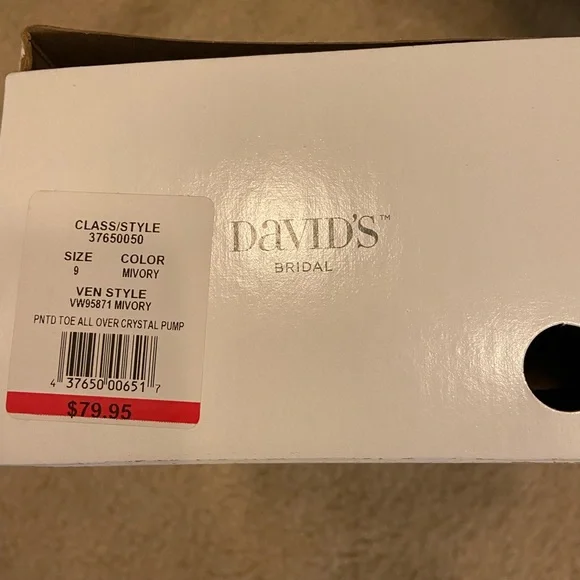 CLASS/STYLE
37650050
SIZE COLOR
9 MIVORY
VEN STYLE
VW95871 MIVORY
PNTD TOE ALL OVER CRYSTAL PUMP
4 37650 00651 7
$79.95
DAVID'S™
BRIDAL